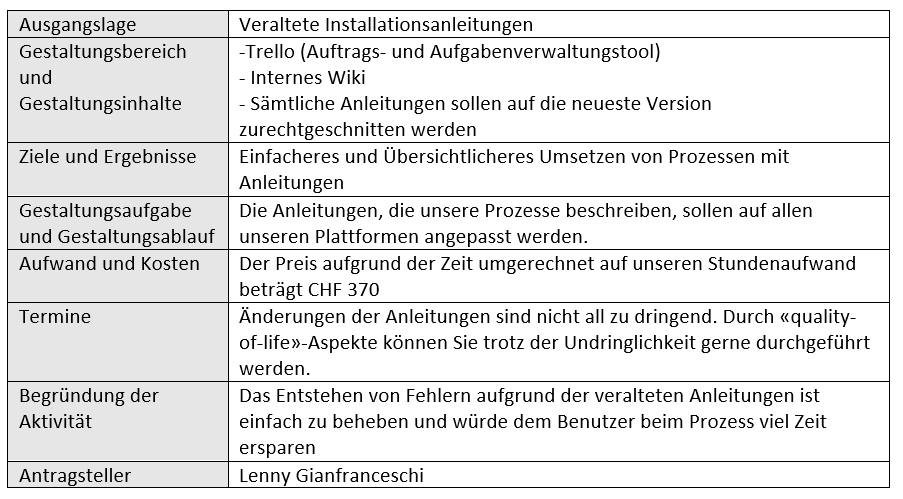 Ausgangslage Veraltete Installationsanleitungen
Gestaltungsbereich -Trello (Auftrags- und Aufgabenverwaltungstool)
und - Internes Wiki
Gestaltungsinhalte - Sämtliche Anleitungen sollen auf die neueste Version
zurechtgeschnitten werden
Ziele und Ergebnisse Einfacheres und Übersichtlicheres Umsetzen von Prozessen mit
Anleitungen
Gestaltungsaufgabe Die Anleitungen, die unsere Prozesse beschreiben, sollen auf allen
und Gestaltungsablauf unseren Plattformen angepasst werden.
Aufwand und Kosten Der Preis aufgrund der Zeit umgerechnet auf unseren Stundenaufwand
beträgt CHF 370
Termine Änderungen der Anleitungen sind nicht all zu dringend. Durch «quality-
of-life»-Aspekte können Sie trotz der Undringlichkeit gerne durchgeführt
werden.
Begründung der Das Entstehen von Fehlern aufgrund der veralteten Anleitungen ist
Aktivität einfach zu beheben und würde dem Benutzer beim Prozess viel Zeit
ersparen
Antragsteller Lenny Gianfranceschi